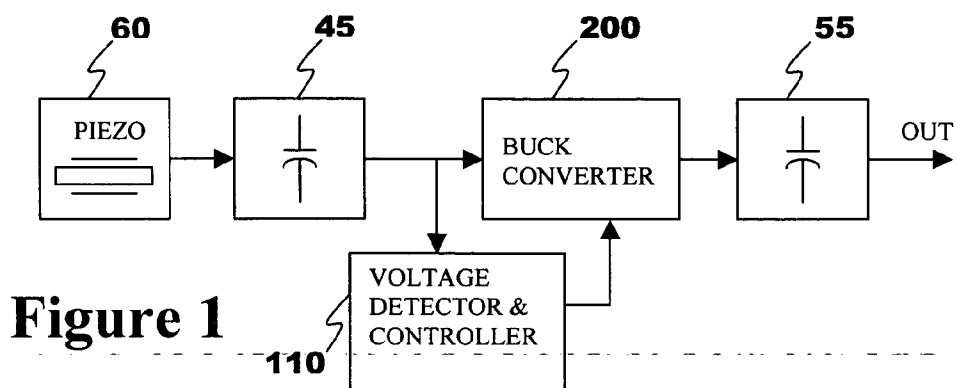 60
45
200
55
PIEZO
BUCK
CONVERTER
OUT
VOLTAGE
DETECTOR &
CONTROLLER
Figure 1
110